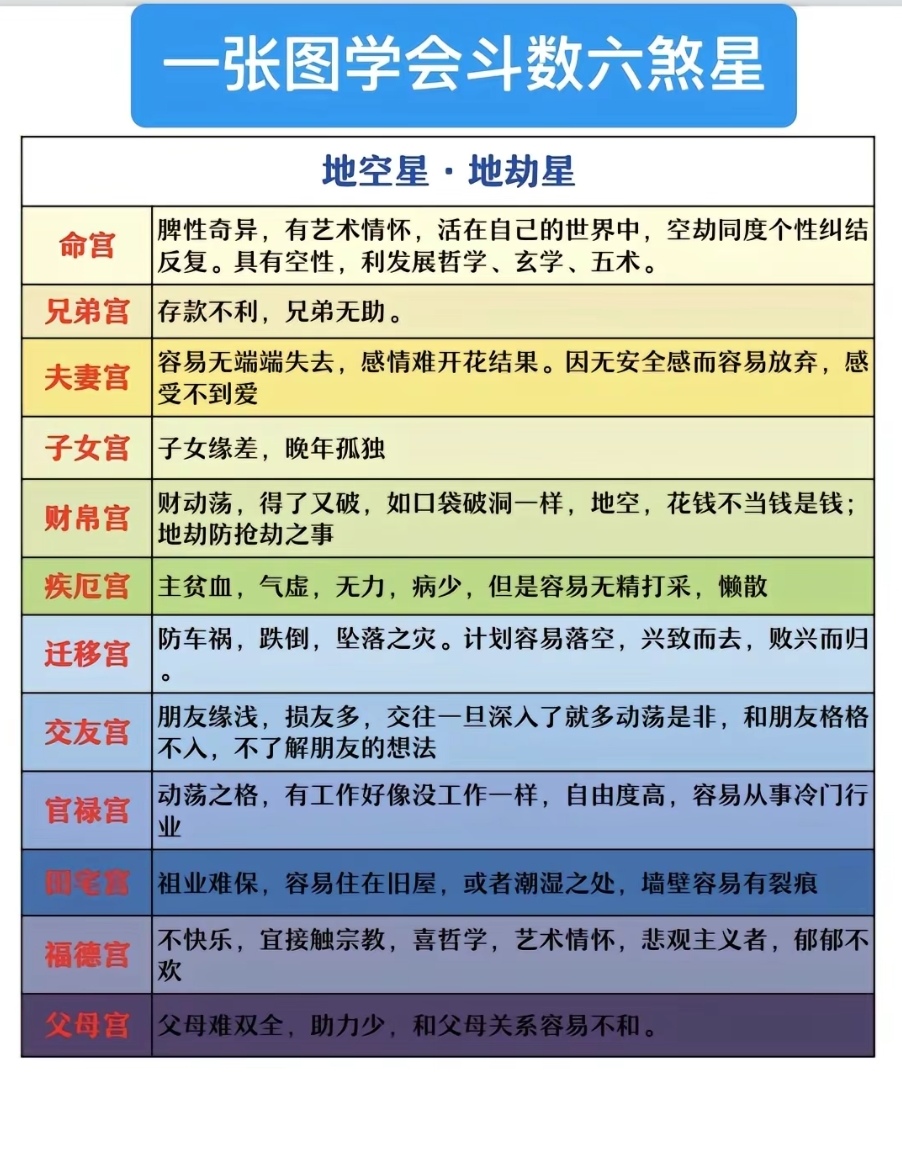 一张图学会斗数六煞星
地空星·地劫星
命宫
脾性奇异，有艺术情怀，活在自己的世界中，空劫同度个性纠结
反复。具有空性，利发展哲学、玄学、五术。
兄弟宫
存款不利，兄弟无助。
夫妻宫
容易无端端失去，感情难开花结果。因无安全感而容易放弃，感
受不到爱
子女宫
子女缘差，晚年孤独
财帛宫
财动荡，得了又破，如口袋破洞一样，地空，花钱不当钱是钱；
地劫防抢劫之事
疾厄宫
主贫血，气虚，无力，病少，但是容易无精打采，懒散
迁移宫
防车祸，跌倒，坠落之灾。计划容易落空，兴致而去，败兴而归
。
交友宫
朋友缘浅，损友多，交往一旦深入了就多动荡是非，和朋友格格
不入，不了解朋友的想法
官禄宫
动荡之格，有工作好像没工作一样，自由度高，容易从事冷门行
业
田宅宫
祖业难保，容易住在旧屋，或者潮湿之处，墙壁容易有裂痕
福德宫
不快乐，宜接触宗教，喜哲学，艺术情怀，悲观主义者，郁郁不
欢
父母宫
父母难双全，助力少，和父母关系容易不和。